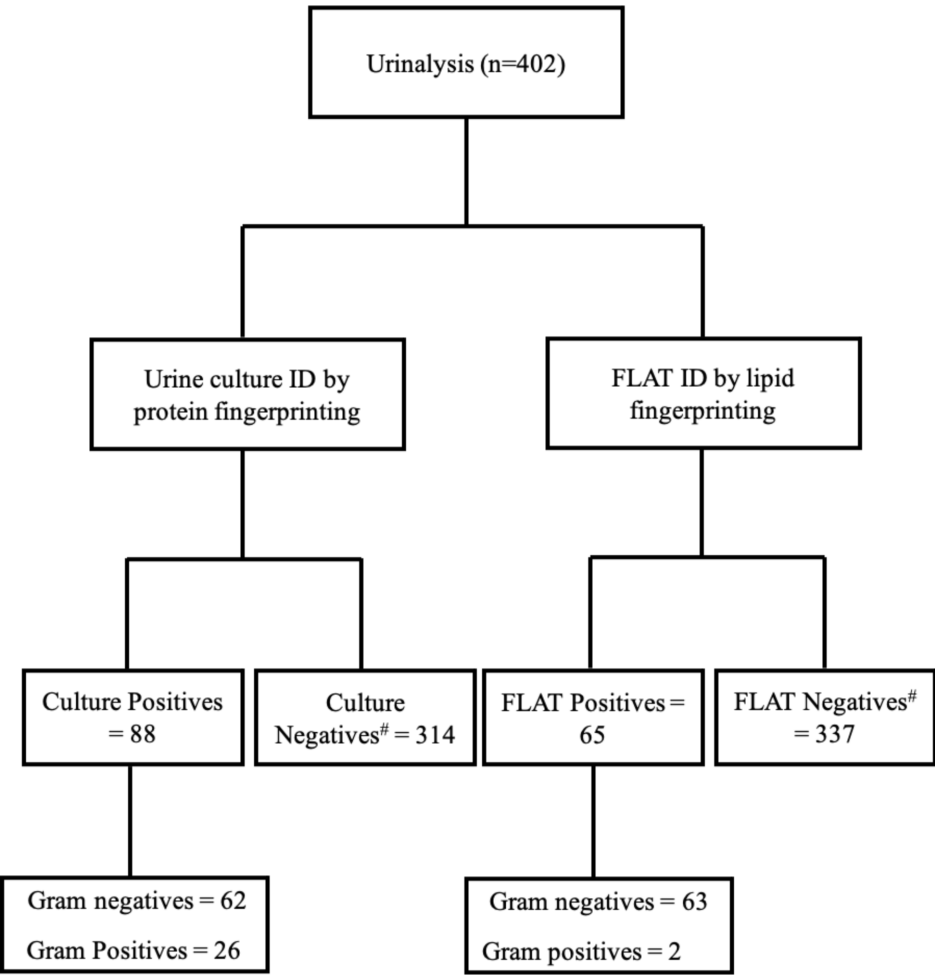 Urinalysis (n=402)
Urine culture ID by
protein fingerprinting
FLAT ID by lipid
fingerprinting
Culture Positives
= 88
Culture
Negatives# = 314
FLAT Positives =
65
FLAT Negatives#
= 337
Gram negatives = 62
Gram Positives = 26
Gram negatives = 63
Gram positives = 2